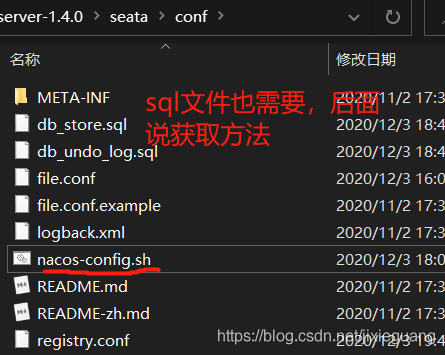 server-1.4.0 > seata > conf >
名称 修改日期
META-INF 2020/11/2 17:3
sql文件也需要，后面
db_store.sql 2020/12/3 18:4
说获取方法
db_undo_log.sql 2020/12/3 18:4
file.conf 2020/12/3 16:0
file.conf.example 2020/11/2 17:3
logback.xml 2020/11/2 17:3
nacos-config.sh 2020/12/3 18:0
README.md 2020/11/2 17:3
README-zh.md 2020/11/2 17:3
https://blog.csdn.net/jixieguang
registry.conf 2020/12/3 19:4